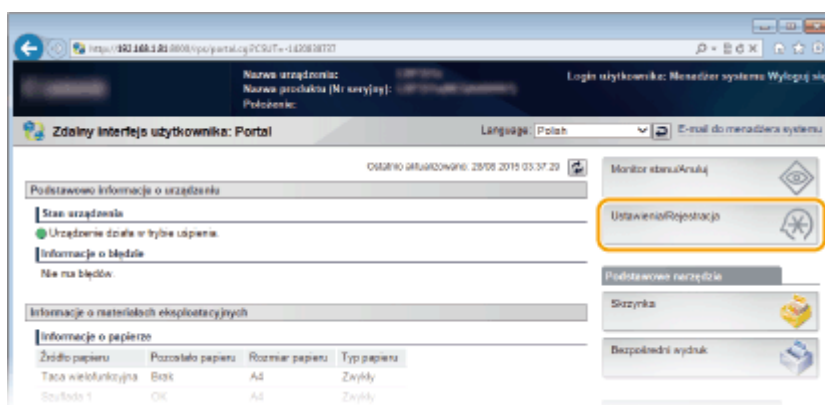 Nazwa urządzenia:
Nazwa produktu (Nr seryjny):
Położenie:
Login użytkownika: Menadżer systemu Wyloguj się
Zdalny interfejs użytkownika: Portal
Language: Polish
E-mail do menadżera systemu
Ostatnio aktualizowano: 28/08 2015 03:37:29
Podstawowe informacje o urządzeniu
Stan urządzenia
Urządzenie działa w trybie uśpienia.
Informacje o błędzie
Nie ma błędów.
Informacje o materiałach eksploatacyjnych
Informacje o papierze
Źródło papieru Pozostało papieru Rozmiar papieru Typ papieru
Taca wielofunkcyjna Brak A4 Zwykły
Szuflada 1 OK A4 Zwykły
Monitor stanu/Anuluj
Ustawienia/Rejestracja
Podstawowe narzędzia
Skrzynka
Bezpośredni wydruk